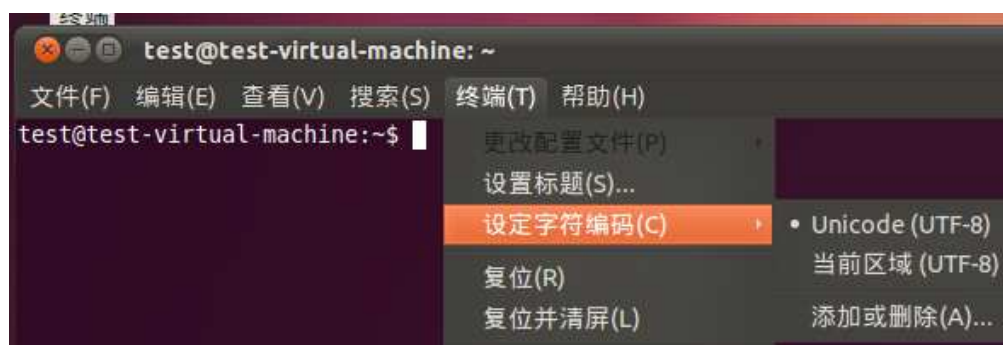 终端
test@test-virtual-machine: ~
文件(F) 编辑(E) 查看(V) 搜索(S) 终端(T) 帮助(H)
test@test-virtual-machine:~$
更改配置文件(P)
设置标题(S)...
设定字符编码(C)
• Unicode (UTF-8)
当前区域 (UTF-8)
复位(R)
添加或删除(A)...
复位并清屏(L)